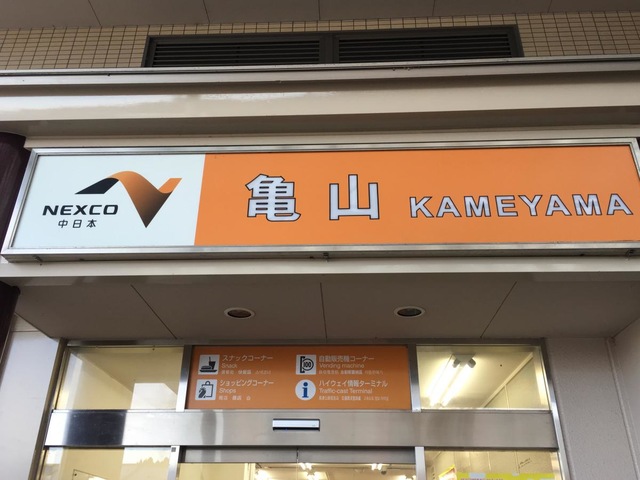 亀山 KAMEYAMA
NEXCO
中日本
スナックコーナー
Snack
自動販売機コーナー
Vending machine
ショッピングコーナー
Shops
ハイウェイ情報ターミナル
Traffic-cast Terminal